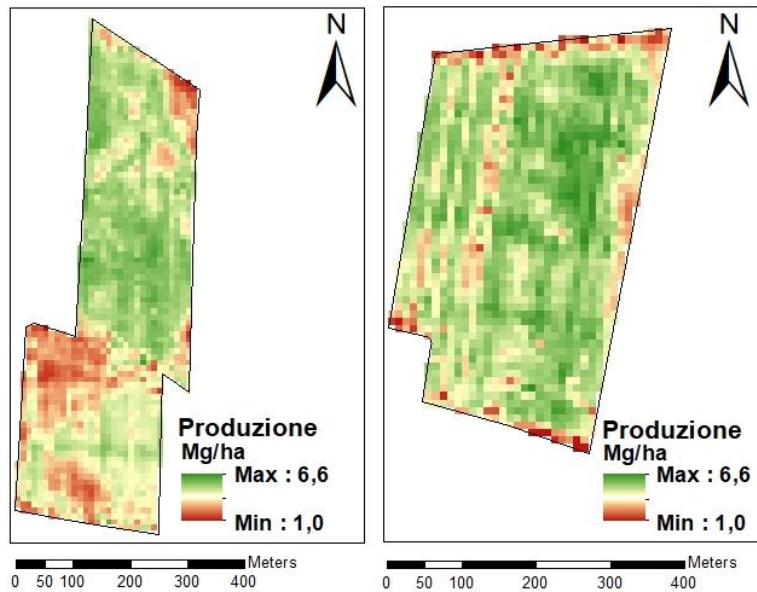 N
Produzione
Mg/ha
Max : 6,6
Min : 1,0
Meters
0 50 100 200 300 400
N
Produzione
Mg/ha
Max : 6,6
Min : 1,0
Meters
0 50 100 200 300 400